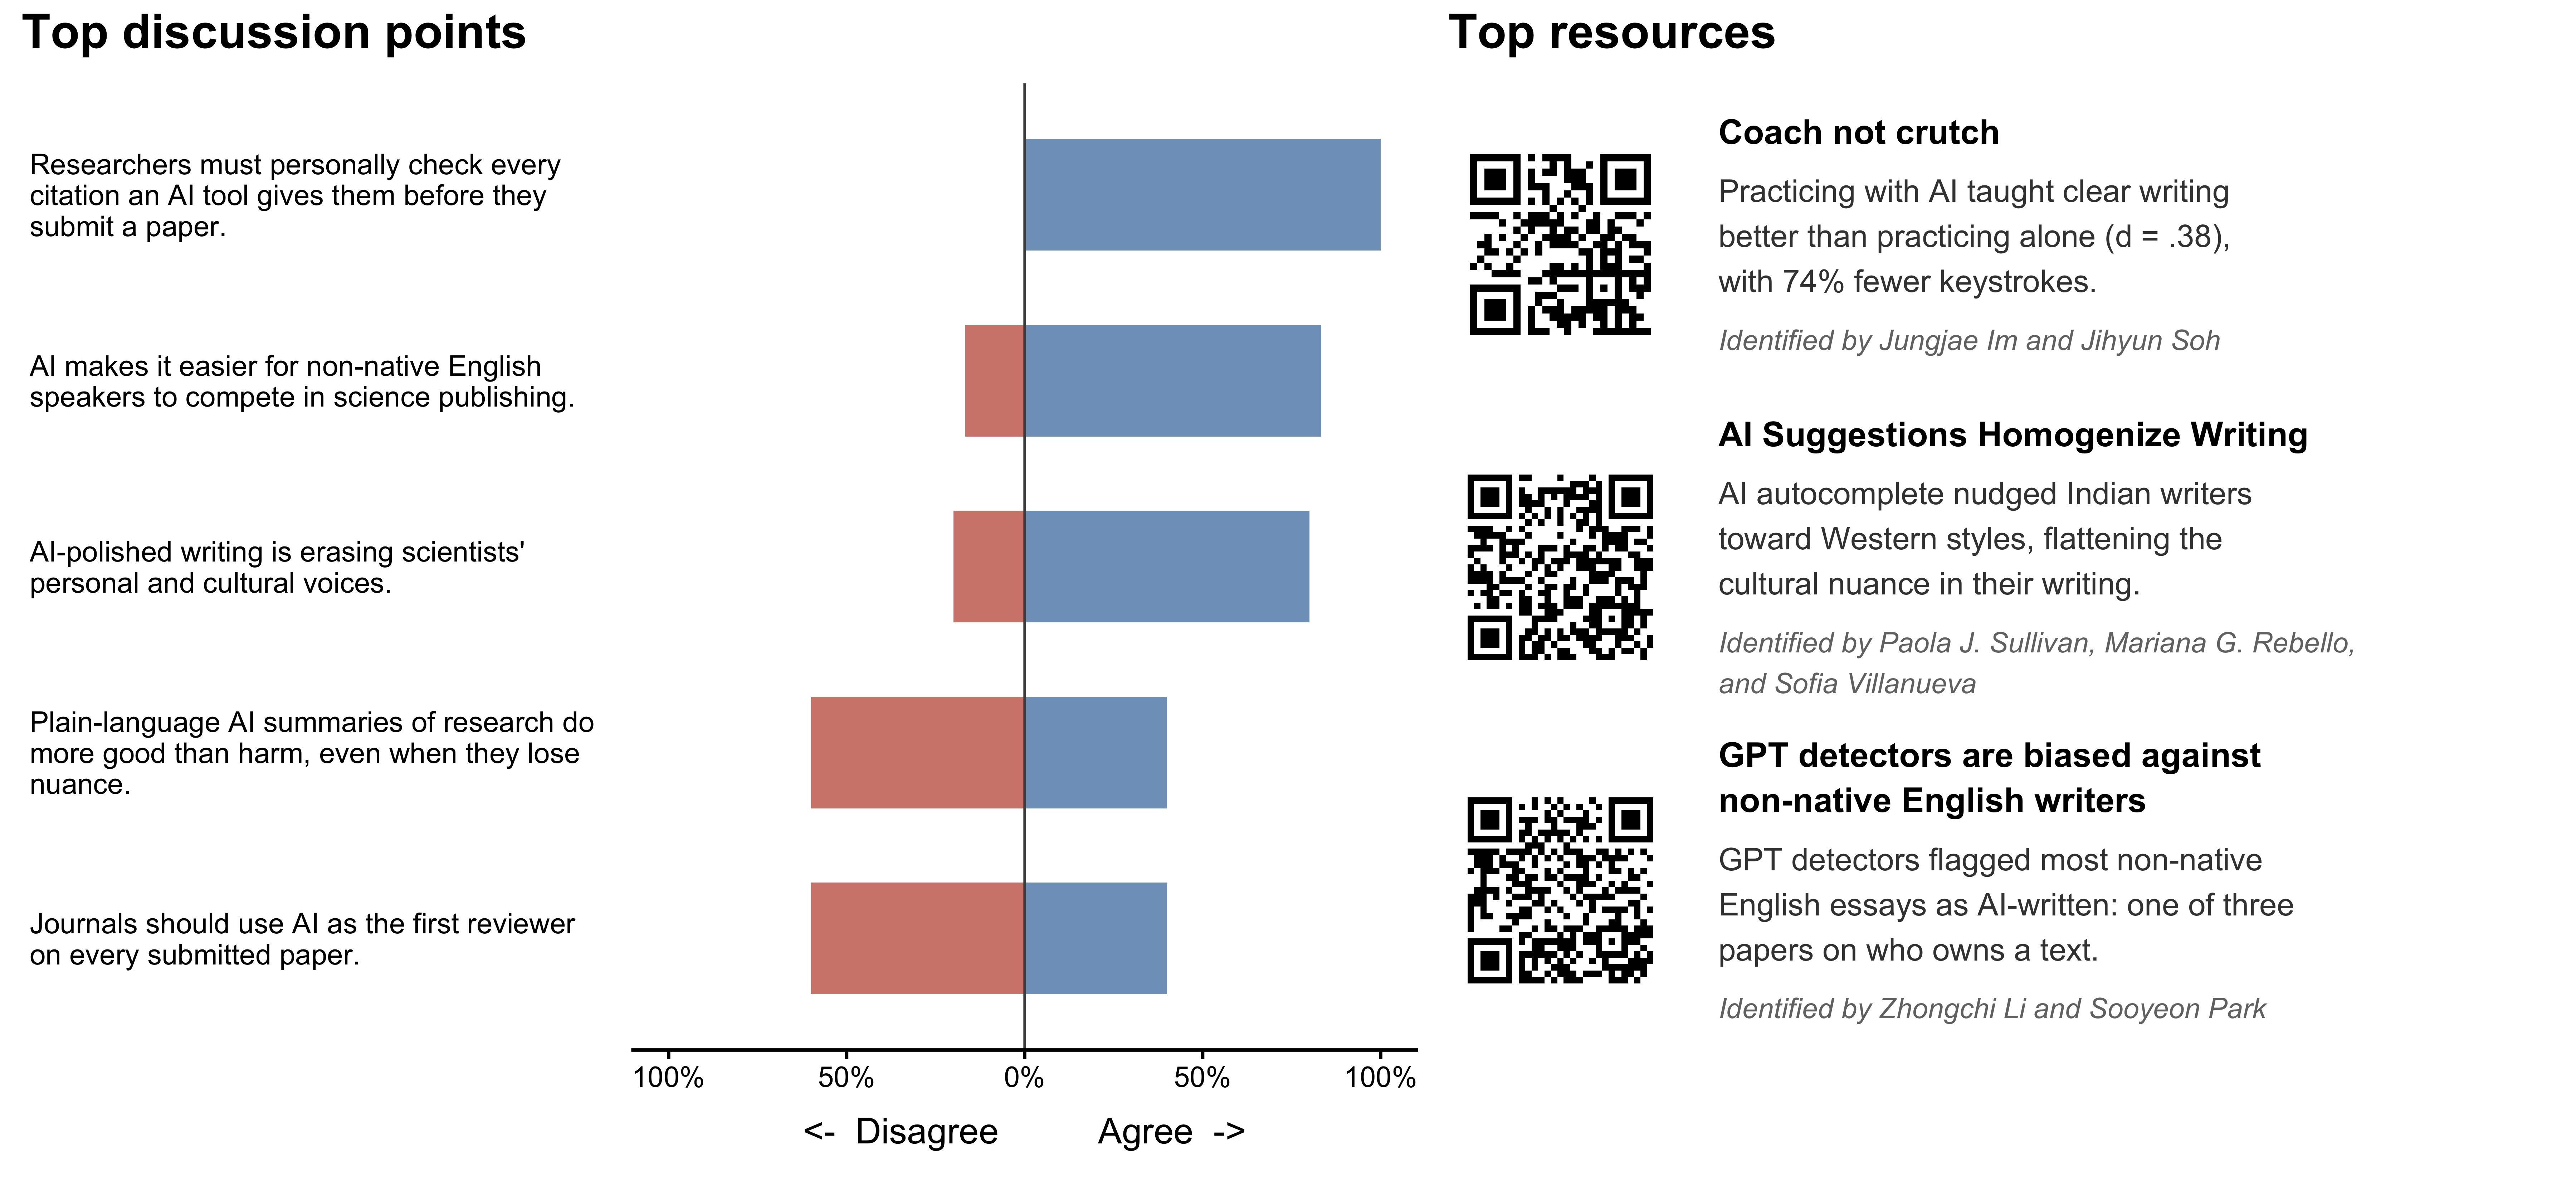 Top discussion points
Researchers must personally check every
citation an AI tool gives them before they
submit a paper.
AI makes it easier for non-native English
speakers to compete in science publishing.
AI-polished writing is erasing scientists'
personal and cultural voices.
Plain-language AI summaries of research do
more good than harm, even when they lose
nuance.
Journals should use AI as the first reviewer
on every submitted paper.
100% 50% 0% 50% 100%
<- Disagree Agree ->
Top resources
Coach not crutch
Practicing with AI taught clear writing
better than practicing alone (d = .38),
with 74% fewer keystrokes.
Identified by Jungjae Im and Jihyun Soh
AI Suggestions Homogenize Writing
AI autocomplete nudged Indian writers
toward Western styles, flattening the
cultural nuance in their writing.
Identified by Paola J. Sullivan, Mariana G. Rebello,
and Sofia Villanueva
GPT detectors are biased against
non-native English writers
GPT detectors flagged most non-native
English essays as AI-written: one of three
papers on who owns a text.
Identified by Zhongchi Li and Sooyeon Park